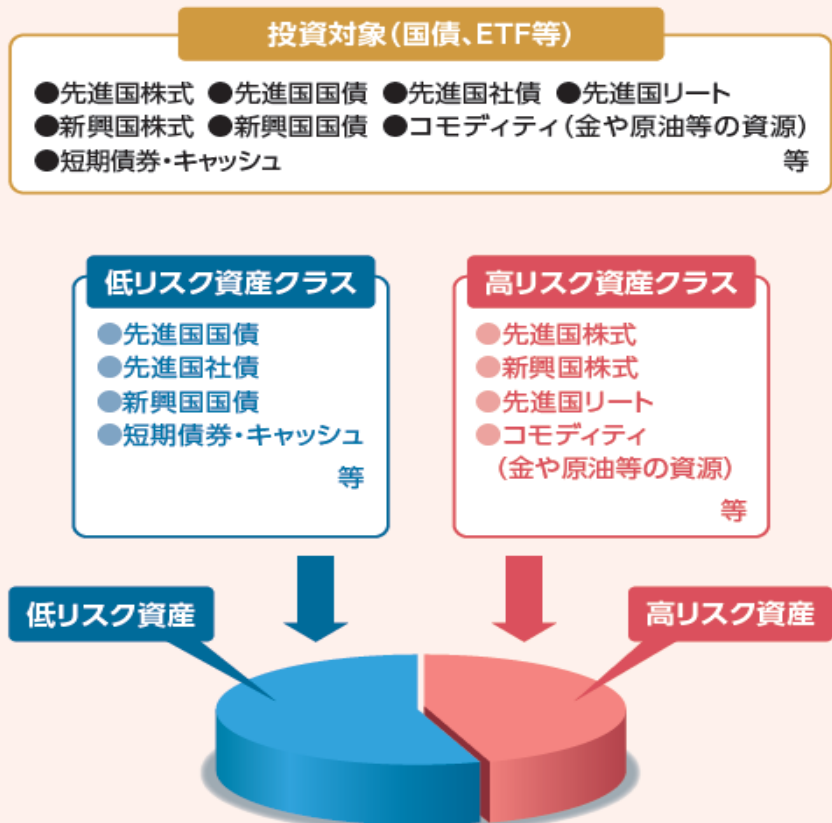 投資対象(国債、ETF等)
●先進国株式 ●先進国国債 ●先進国社債 ●先進国リート
●新興国株式 ●新興国国債 ●コモディティ(金や原油等の資源)
●短期債券・キャッシュ 等
低リスク資産クラス
●先進国国債
●先進国社債
●新興国国債
●短期債券・キャッシュ
等
高リスク資産クラス
●先進国株式
●新興国株式
●先進国リート
●コモディティ
(金や原油等の資源)
等
低リスク資産
高リスク資産